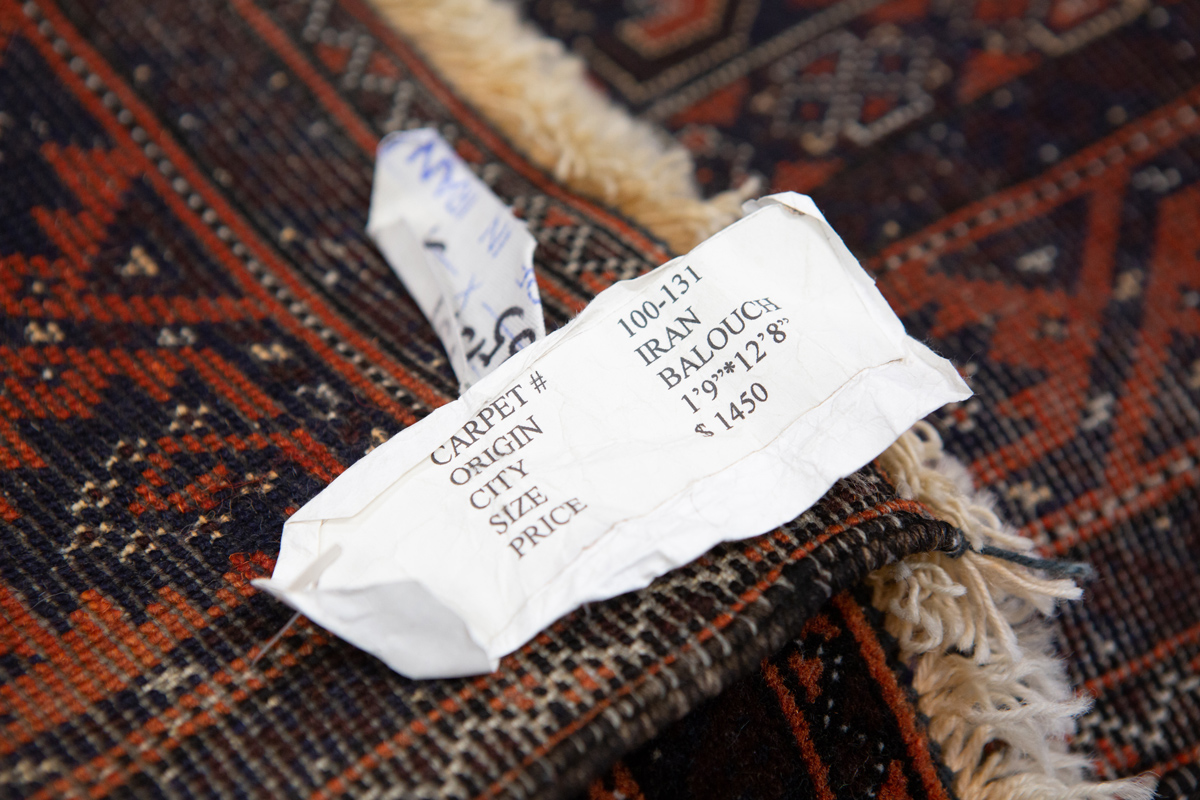 CARPET # 100-131
ORIGIN IRAN
CITY BALOUCH
SIZE 1’9”*12’8”
PRICE $ 1450